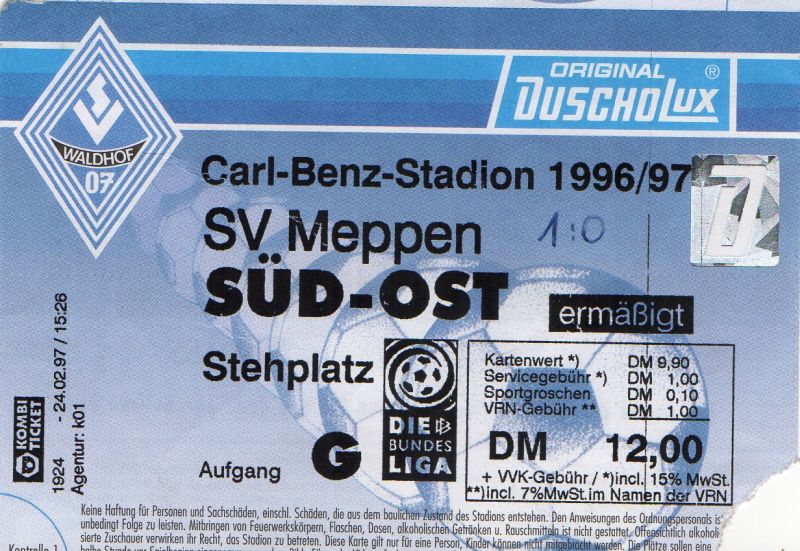 SV
WALDHOF
07
ORIGINAL
DUSCHOLUX ®
Carl-Benz-Stadion 1996/97
SV Meppen 1:0
SÜD-OST
ermäßigt
Stehplatz
Aufgang G
DIE
BUNDES
LIGA
Kartenwert *) DM 9,90
Servicegebühr *) DM 1,00
Sportgroschen DM 0,10
VRN-Gebühr ** DM 1,00
DM 12,00
+ VVK-Gebühr / *)incl. 15% MwSt.
**)incl. 7%MwSt.im Namen der VRN
KOMBI
TICKET
1924 - 24.02.97 / 15:26
Agentur: k01
Keine Haftung für Personen und Sachschäden, einschl. Schäden, die aus dem baulichen Zustand des Stadions entstehen. Den Anweisungen des Ordnungspersonals ist
unbedingt Folge zu leisten. Mitbringen von Feuerwerkskörpern, Flaschen, Dosen, alkoholischen Getränken u. Rauschmitteln ist nicht gestattet. Offensichtlich alkoholi-
sierte Zuschauer verwirken ihr Recht, das Stadion zu betreten. Diese Karte gilt nur für eine Person, Kinder können nicht mitgebracht werden. Die Plätze sollen eine
Kontrolle 1